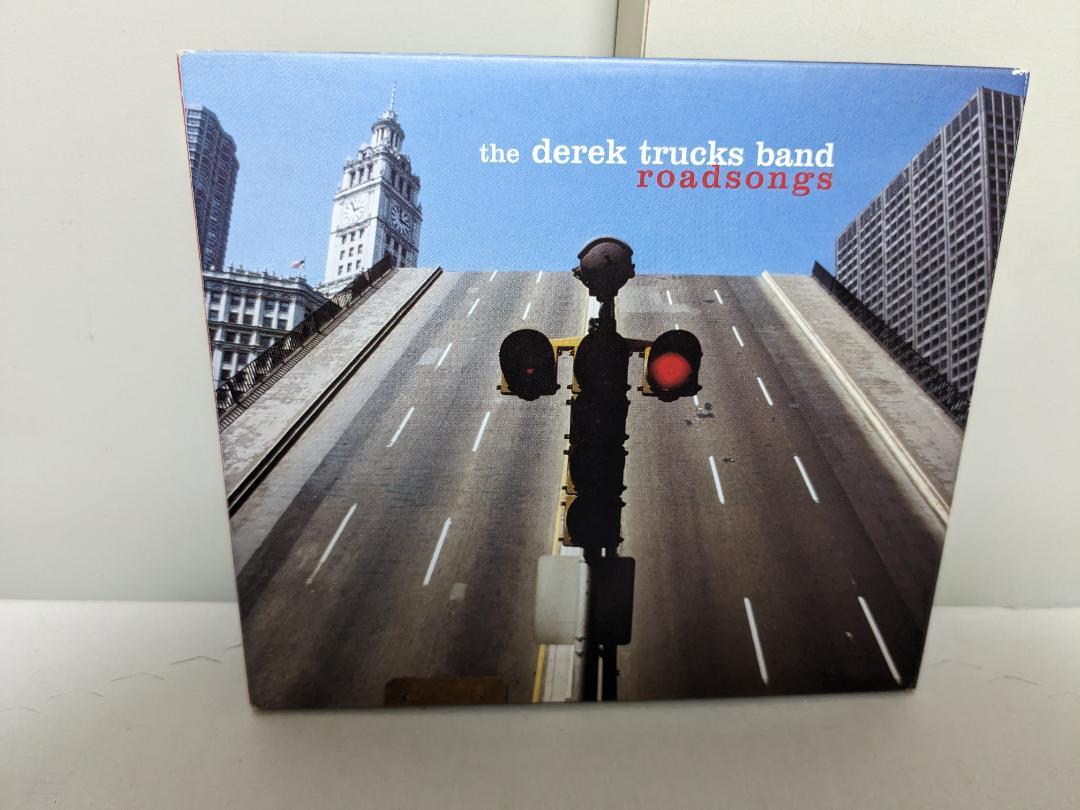 the derek trucks band
roadsongs